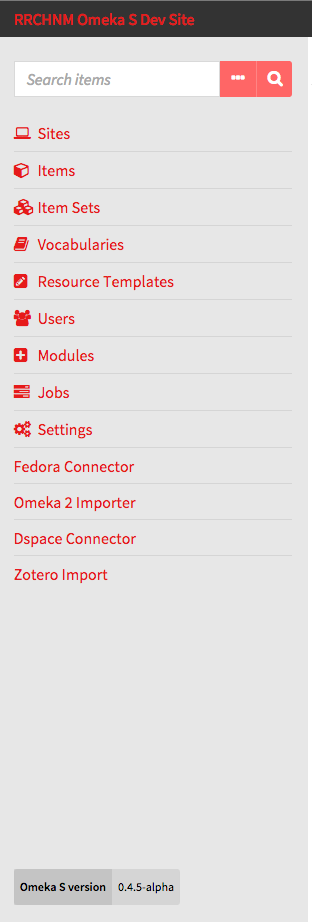 RRCHNM Omeka S Dev Site
Search items
Sites
Items
Item Sets
Vocabularies
Resource Templates
Users
Modules
Jobs
Settings
Fedora Connector
Omeka 2 Importer
Dspace Connector
Zotero Import
Omeka S version 0.4.5-alpha